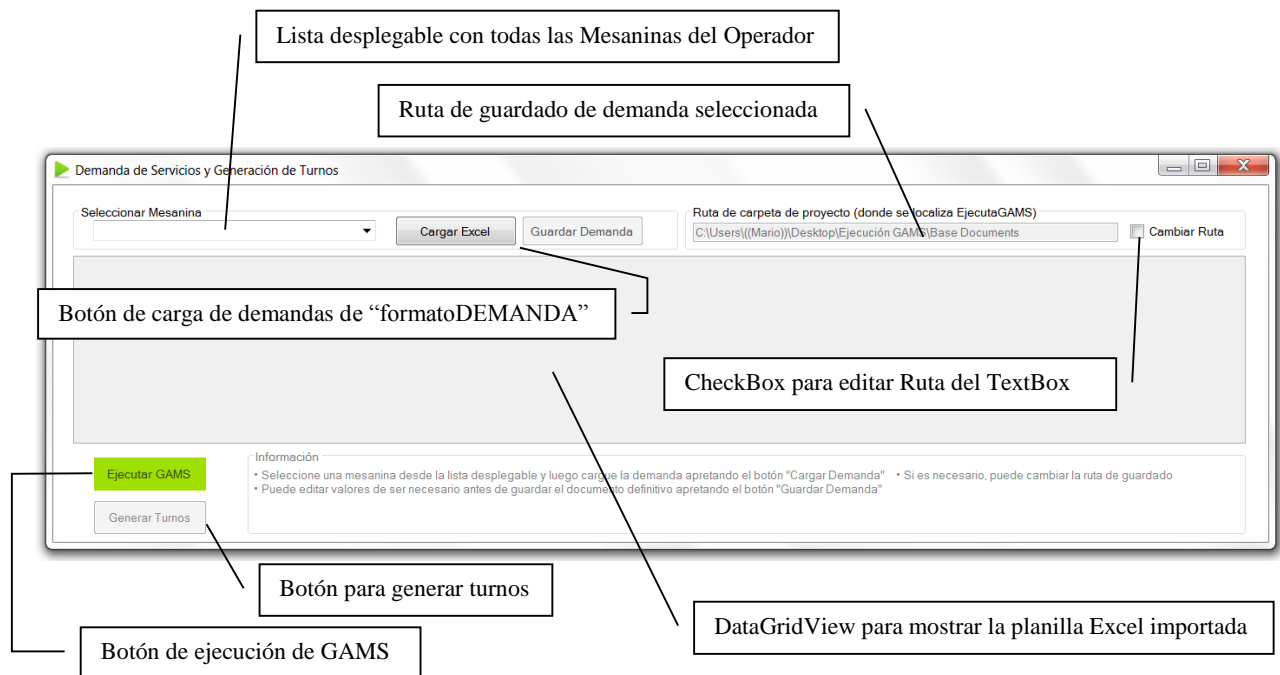 Lista desplegable con todas las Mesaninas del Operador
Ruta de guardado de demanda seleccionada
Demanda de Servicios y Generación de Turnos
Seleccionar Mesanina
Cargar Excel
Guardar Demanda
Ruta de carpeta de proyecto (donde se localiza EjecutaGAMS)
C:\Users\((Mario))\Desktop\Ejecución GAMS\Base Documents
Cambiar Ruta
Botón de carga de demandas de “formatoDEMANDA”
CheckBox para editar Ruta del TextBox
Ejecutar GAMS
Generar Turnos
Información
• Seleccione una mesanina desde la lista desplegable y luego cargue la demanda apretando el botón "Cargar Demanda" • Si es necesario, puede cambiar la ruta de guardado
• Puede editar valores de ser necesario antes de guardar el documento definitivo apretando el botón "Guardar Demanda"
Botón para generar turnos
DataGridView para mostrar la planilla Excel importada
Botón de ejecución de GAMS